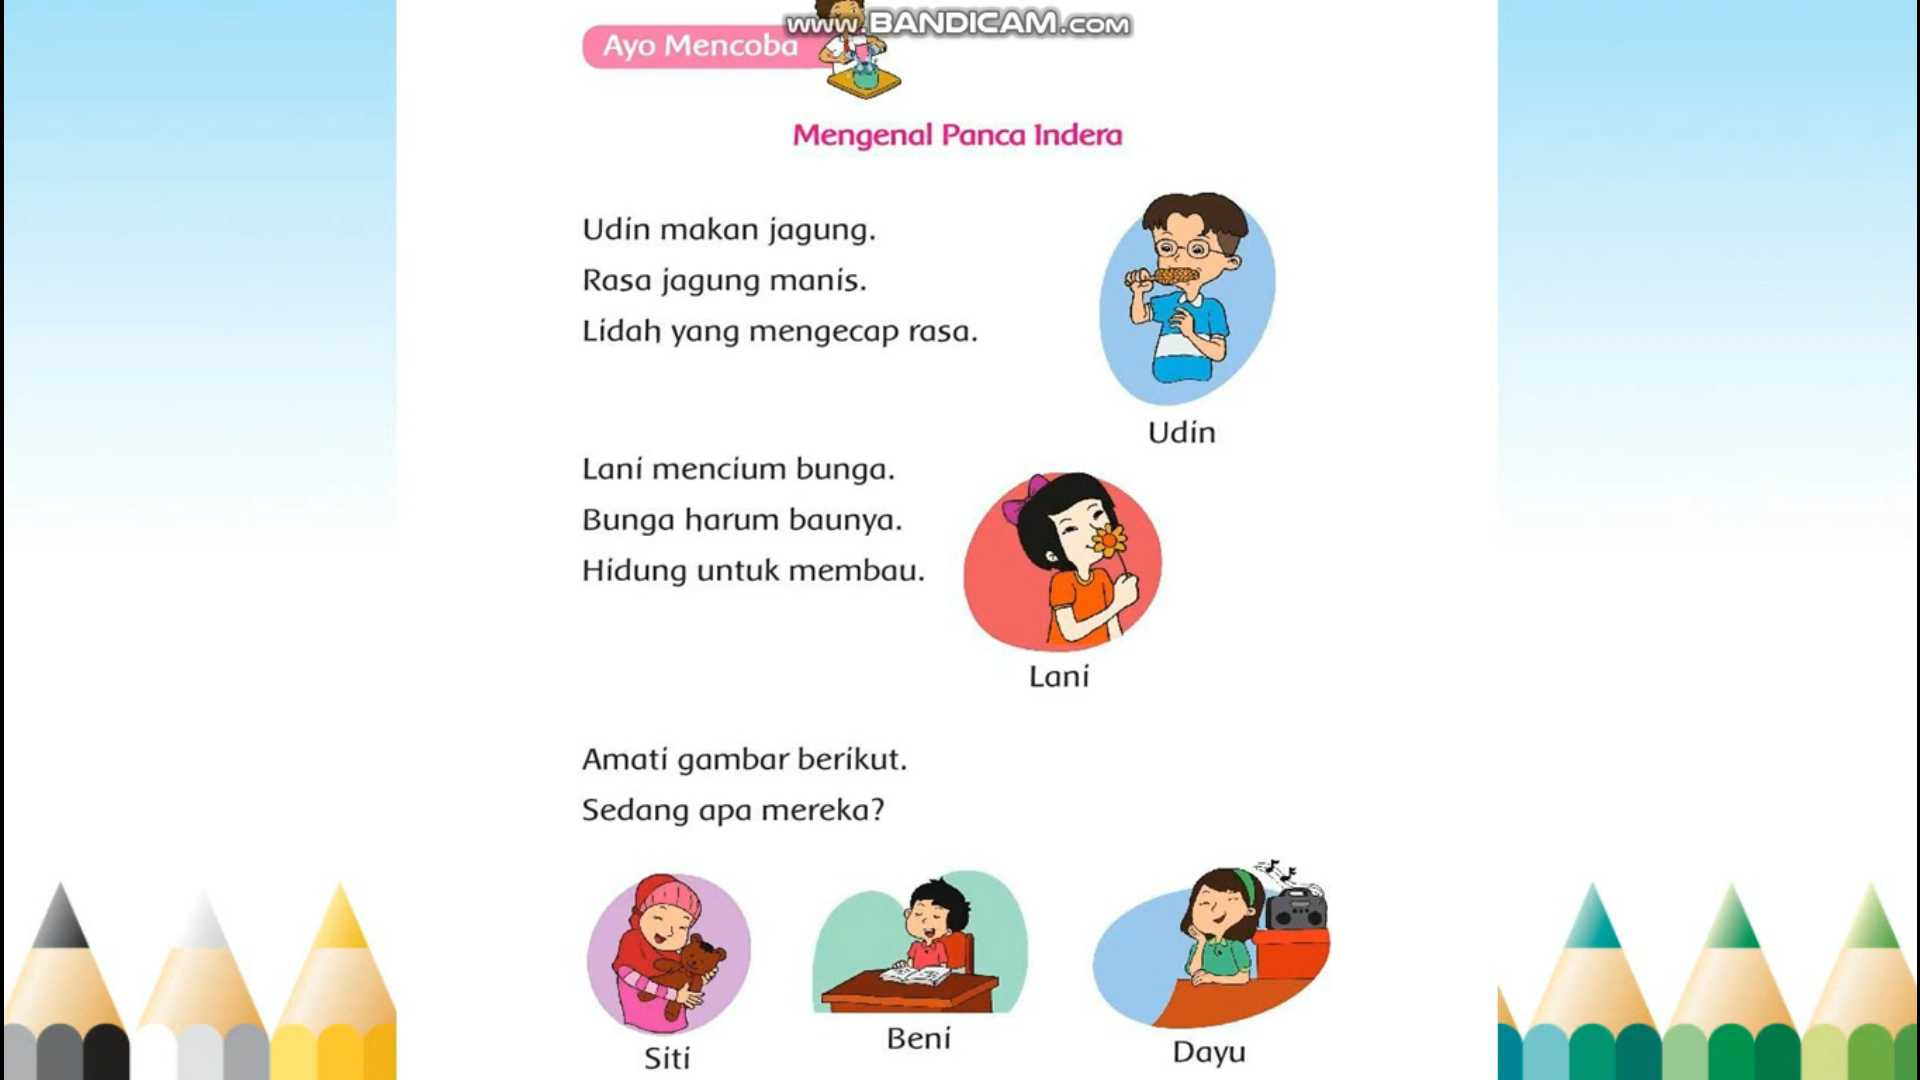 www.BANDICAM.com
Ayo Mencoba
Mengenal Panca Indera
Udin makan jagung.
Rasa jagung manis.
Lidah yang mengecap rasa.
Udin
Lani mencium bunga.
Bunga harum baunya.
Hidung untuk membau.
Lani
Amati gambar berikut.
Sedang apa mereka?
Siti
Beni
Dayu